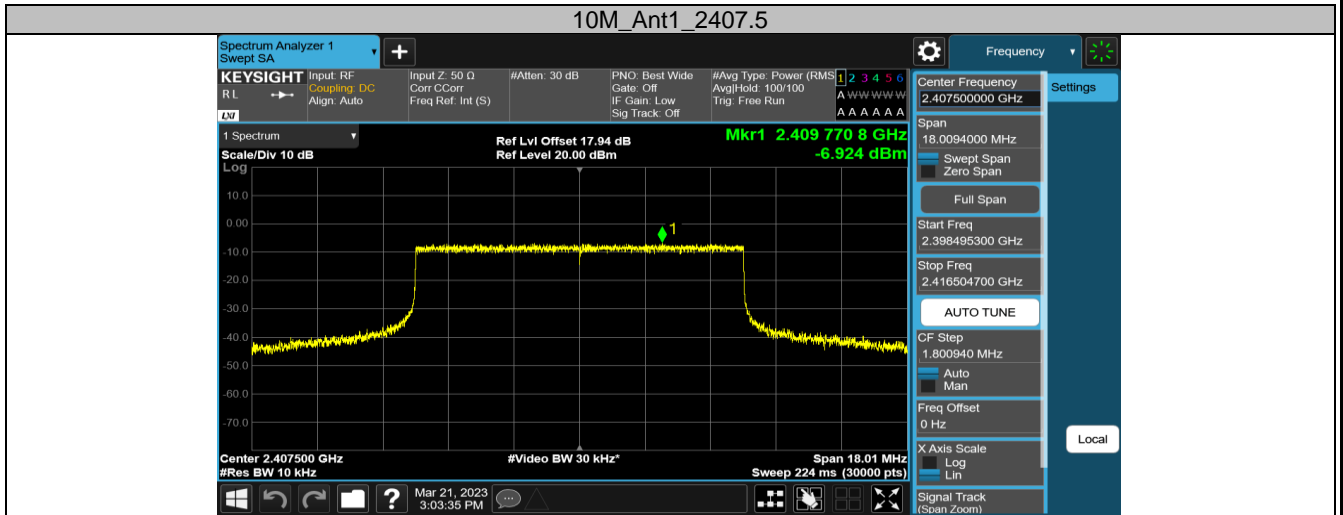 10M_Ant1_2407.5
Spectrum Analyzer 1
Swept SA
+
Frequency
KEYSIGHT
R L
LXI
Input: RF
Coupling: DC
Align: Auto
Input Z: 50 Ω
Corr CCorr
Freq Ref: Int (S)
#Atten: 30 dB
PNO: Best Wide
Gate: Off
IF Gain: Low
Sig Track: Off
#Avg Type: Power (RMS
Avg|Hold: 100/100
Trig: Free Run
1 2 3 4 5 6
A W W W W W
A A A A A A
1 Spectrum
Scale/Div 10 dB
Log
Ref Lvl Offset 17.94 dB
Ref Level 20.00 dBm
Mkr1 2.409 770 8 GHz
-6.924 dBm
10.0
0.00
-10.0
-20.0
-30.0
-40.0
-50.0
-60.0
-70.0
1
Center 2.407500 GHz
#Res BW 10 kHz
#Video BW 30 kHz*
Span 18.01 MHz
Sweep 224 ms (30000 pts)
Center Frequency
2.407500000 GHz
Span
18.0094000 MHz
Swept Span
Zero Span
Full Span
Start Freq
2.398495300 GHz
Stop Freq
2.416504700 GHz
AUTO TUNE
CF Step
1.800940 MHz
Auto
Man
Freq Offset
0 Hz
X Axis Scale
Log
Lin
Signal Track
(Span Zoom)
Settings
Local
?
Mar 21, 2023
3:03:35 PM